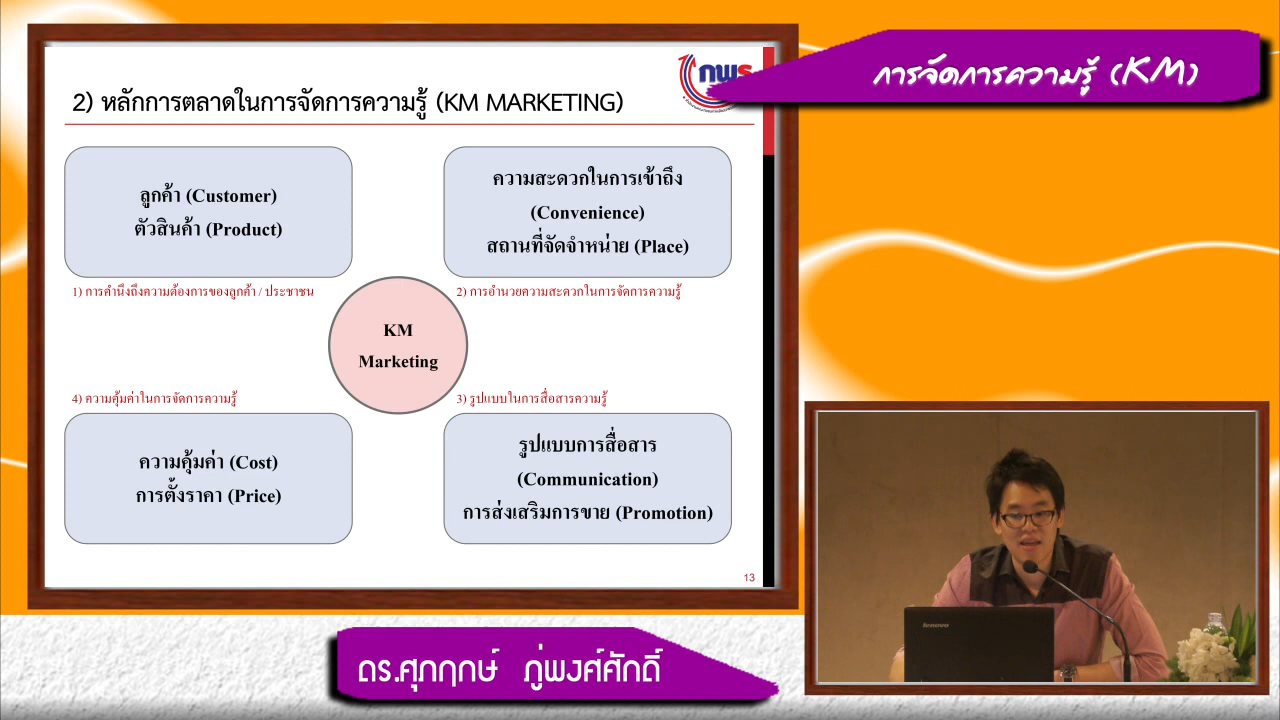 การจัดการความรู้ (KM)
กพร
2) หลักการตลาดในการจัดการความรู้ (KM MARKETING)
ลูกค้า (Customer)
ตัวสินค้า (Product)
ความสะดวกในการเข้าถึง
(Convenience)
สถานที่จัดจำหน่าย (Place)
1) การคำนึงถึงความต้องการของลูกค้า / ประชาชน
2) การอำนวยความสะดวกในการจัดการความรู้
KM
Marketing
4) ความคุ้มค่าในการจัดการความรู้
3) รูปแบบในการสื่อสารความรู้
ความคุ้มค่า (Cost)
การตั้งราคา (Price)
รูปแบบการสื่อสาร
(Communication)
การส่งเสริมการขาย (Promotion)
13
lenovo
ดร.ศุภฤกษ์ ภู่พงศ์ศักดิ์